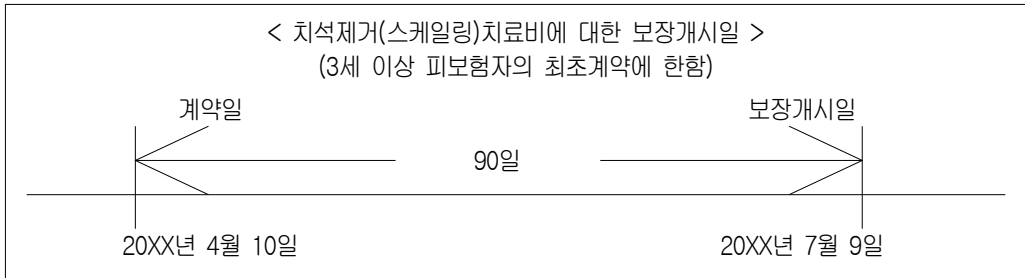 < 치석제거(스케일링)치료비에 대한 보장개시일 >
(3세 이상 피보험자의 최초계약에 한함)
계약일 보장개시일
90일
20XX년 4월 10일 20XX년 7월 9일